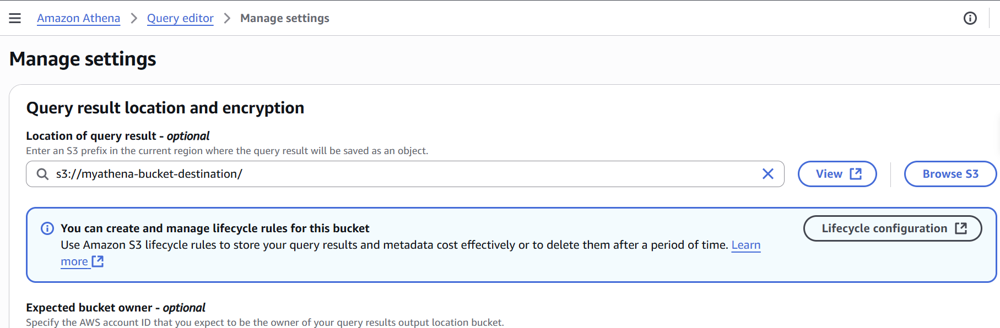 Amazon Athena > Query editor > Manage settings
Manage settings
Query result location and encryption
Location of query result - optional
Enter an S3 prefix in the current region where the query result will be saved as an object.
s3://myathena-bucket-destination/
View
Browse S3
You can create and manage lifecycle rules for this bucket
Lifecycle configuration
Use Amazon S3 lifecycle rules to store your query results and metadata cost effectively or to delete them after a period of time. Learn
more
Expected bucket owner - optional
Specify the AWS account ID that you expect to be the owner of your query results output location bucket.